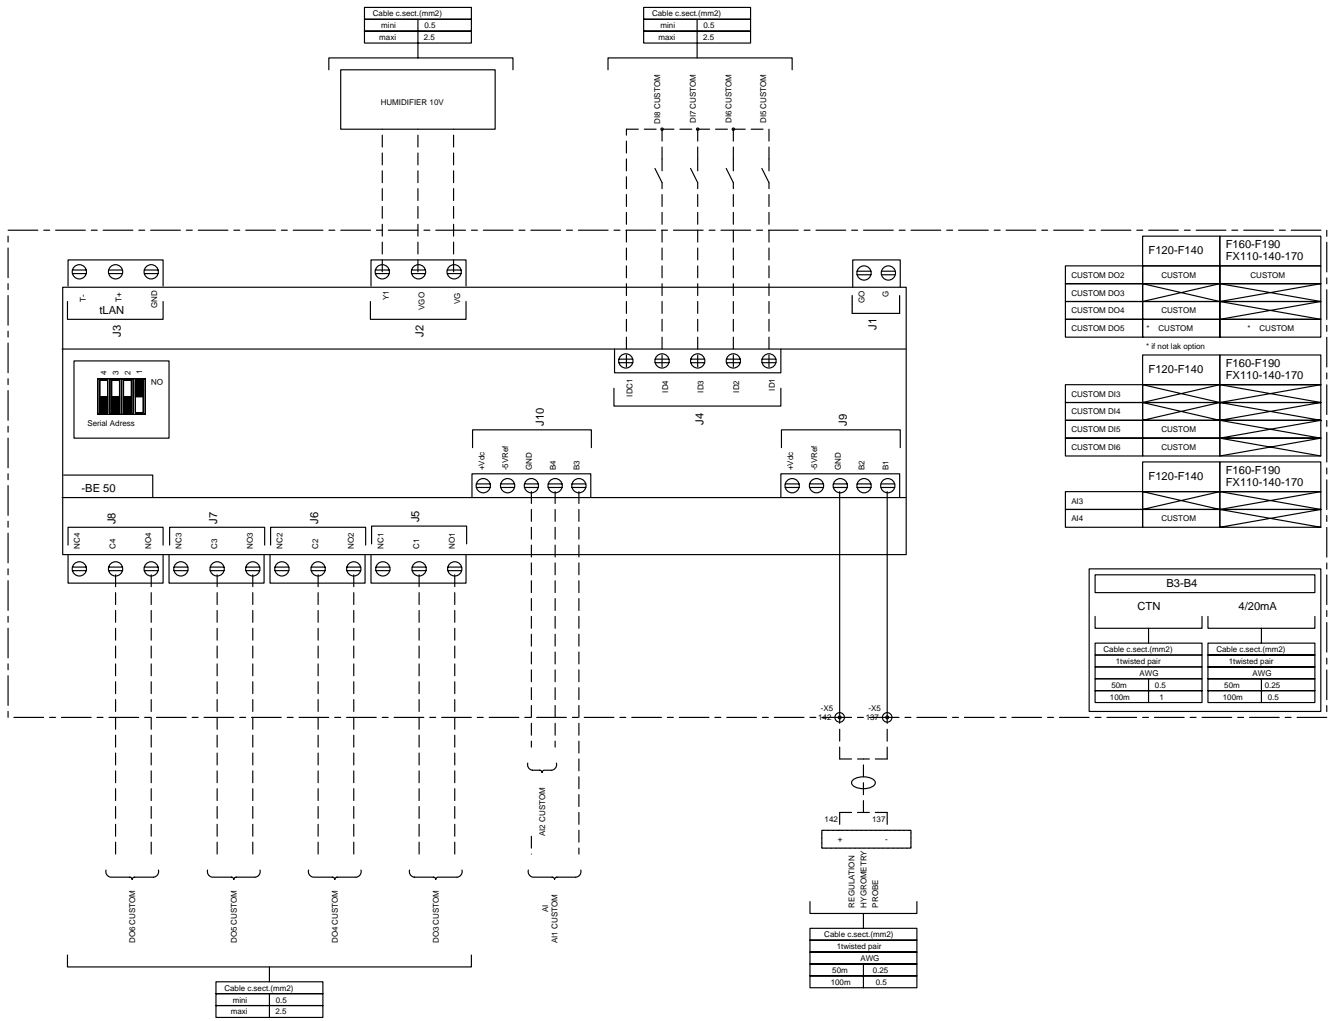 Cable c.sect.(mm2)
mini 0.5
maxi 2.5
Cable c.sect.(mm2)
mini 0.5
maxi 2.5
HUMIDIFIER 10V
DI8 CUSTOM
DI7 CUSTOM
DI6 CUSTOM
DI5 CUSTOM
T-
T+
GND
tLAN
J3
Y1
VGO
VG
J2
GO
G
J1
F120-F140
F160-F190
FX110-140-170
CUSTOM DO2 CUSTOM CUSTOM
CUSTOM DO3
CUSTOM DO4 CUSTOM
CUSTOM DO5 * CUSTOM * CUSTOM
* if not lak option
F120-F140
F160-F190
FX110-140-170
CUSTOM DI3
CUSTOM DI4
CUSTOM DI5 CUSTOM
CUSTOM DI6 CUSTOM
F120-F140
F160-F190
FX110-140-170
AI3
AI4 CUSTOM
4 3 2 1
NO
Serial Adress
IDC1
ID4
ID3
ID2
ID1
J4
J10
+Vdc
-5VRef
GND
B4
B3
J9
+Vdc
-5VRef
GND
B2
B1
-BE 50
J8
NC4
C4
NO4
J7
NC3
C3
NO3
J6
NC2
C2
NO2
J5
NC1
C1
NO1
B3-B4
CTN 4/20mA
Cable c.sect.(mm2) Cable c.sect.(mm2)
1twisted pair 1twisted pair
AWG AWG
50m 0.5 50m 0.25
100m 1 100m 0.5
-X5 -X5
142 137
142 137
+ -
REGULATION
HYGROMETRY
PROBE
AI2 CUSTOM
AI
AI1 CUSTOM
DO6 CUSTOM
DO5 CUSTOM
DO4 CUSTOM
DO3 CUSTOM
Cable c.sect.(mm2)
1twisted pair
AWG
50m 0.25
100m 0.5
Cable c.sect.(mm2)
mini 0.5
maxi 2.5